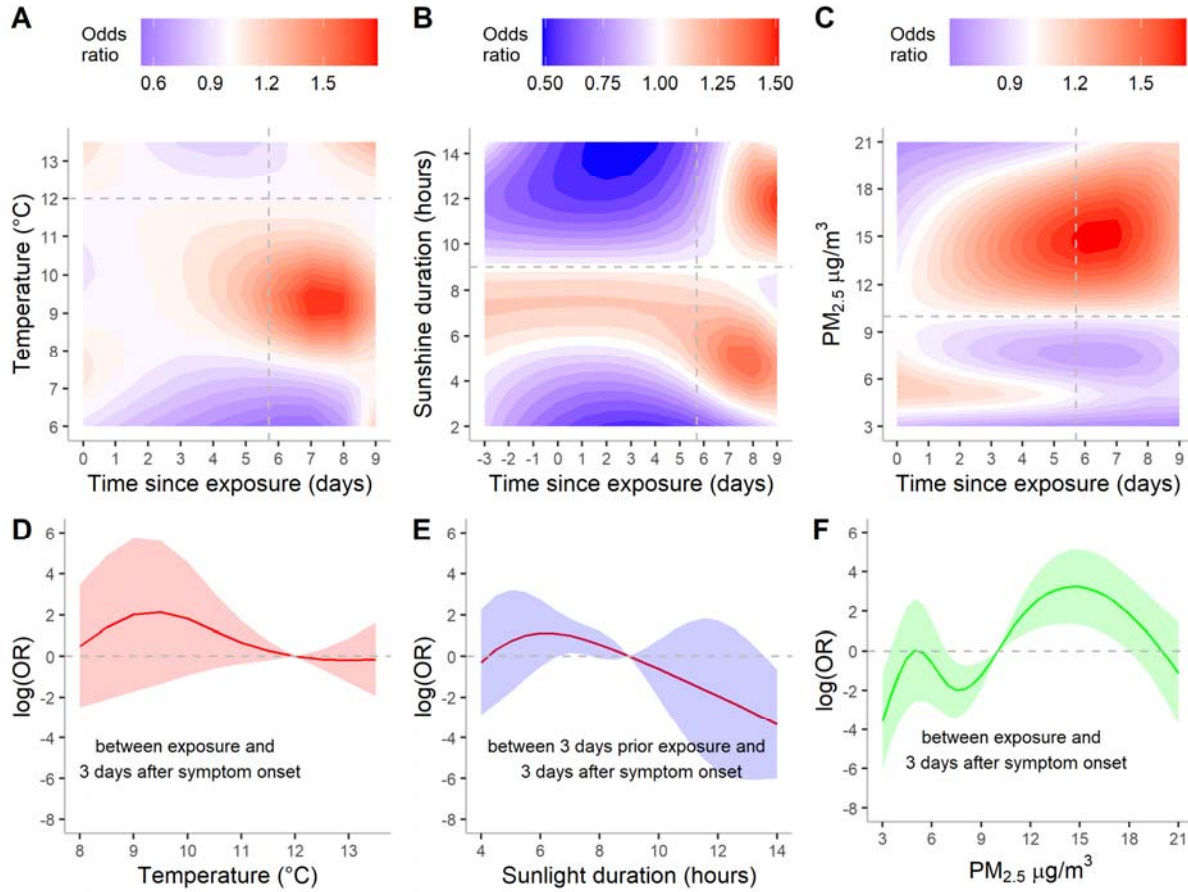 A
Odds
ratio
0.6 0.9 1.2 1.5
B
Odds
ratio
0.50 0.75 1.00 1.25 1.50
C
Odds
ratio
0.9 1.2 1.5
Temperature (°C)
13
12
11
10
9
8
7
6
0 1 2 3 4 5 6 7 8 9
Time since exposure (days)
Sunshine duration (hours)
14
12
10
8
6
4
2
-3 -2 -1 0 1 2 3 4 5 6 7 8 9
Time since exposure (days)
PM2.5 μg/m³
21
18
15
12
9
6
3
0 1 2 3 4 5 6 7 8 9
Time since exposure (days)
D
log(OR)
6
4
2
0
-2
-4
-6
-8
between exposure and
3 days after symptom onset
8 9 10 11 12 13
Temperature (°C)
E
log(OR)
6
4
2
0
-2
-4
-6
-8
between 3 days prior exposure and
3 days after symptom onset
4 6 8 10 12 14
Sunlight duration (hours)
F
log(OR)
6
4
2
0
-2
-4
-6
-8
between exposure and
3 days after symptom onset
3 6 9 12 15 18 21
PM2.5 μg/m³